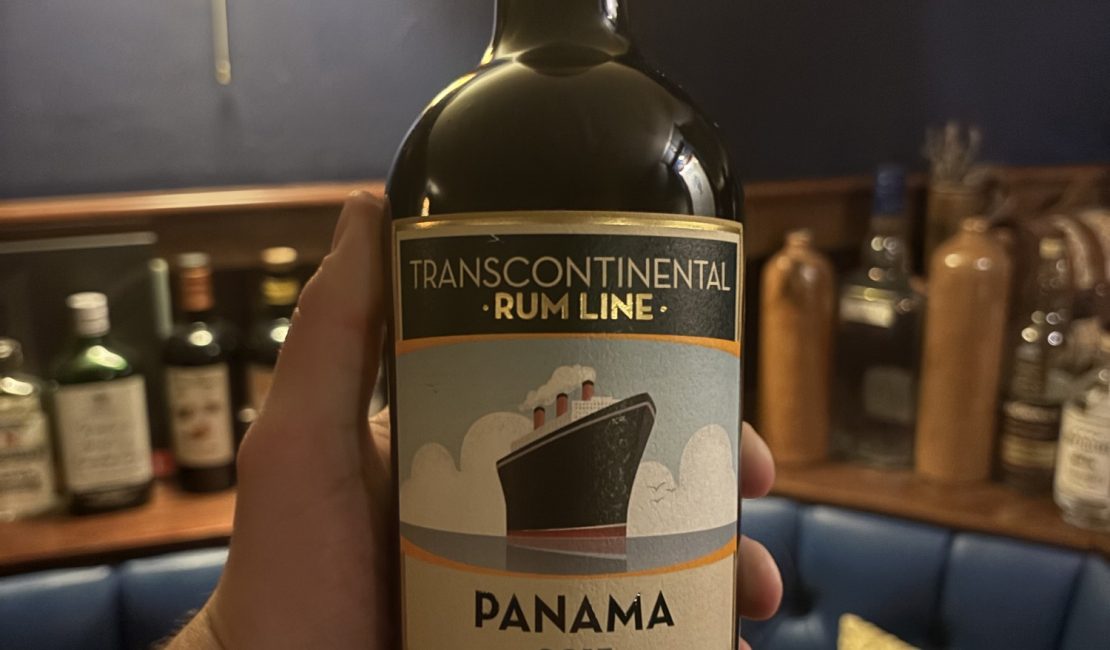 TRANSCONTINENTAL
· RUM LINE ·
PANAMA